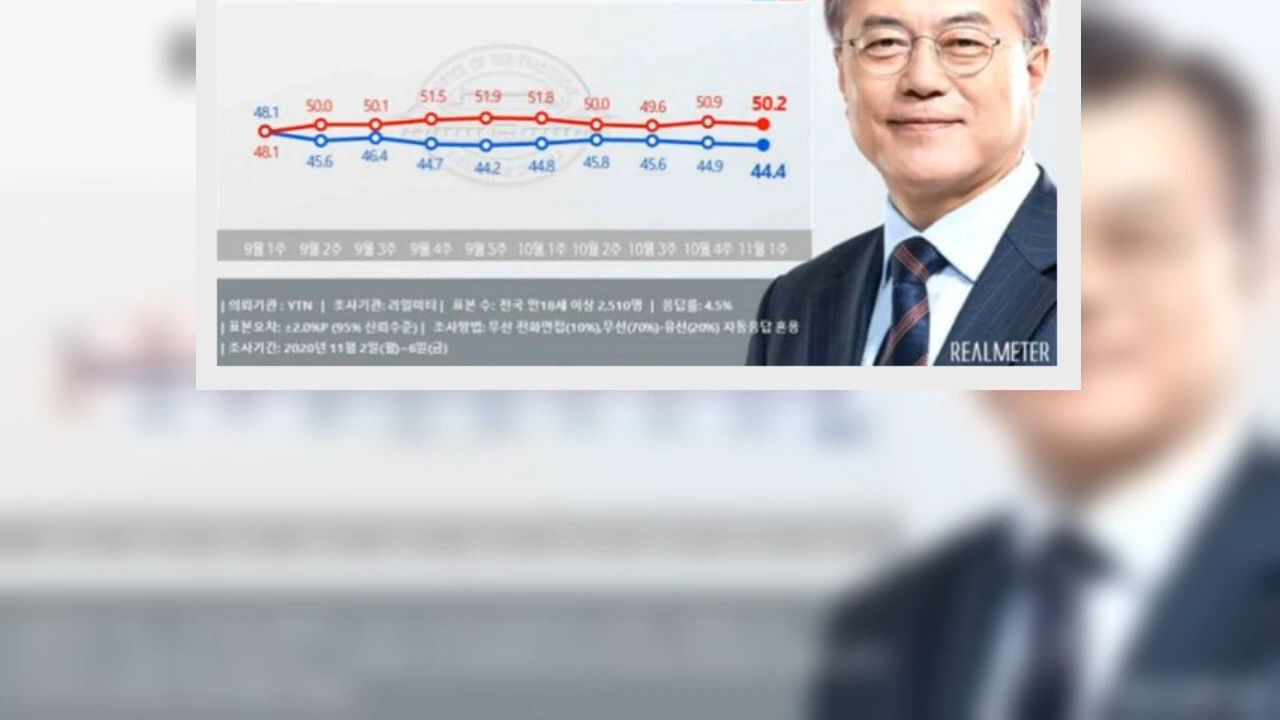 48.1 50.0 50.1 51.5 51.9 51.8 50.0 49.6 50.9 50.2
48.1 45.6 46.4 44.7 44.2 44.8 45.8 45.6 44.9 44.4
9월 1주 9월 2주 9월 3주 9월 4주 9월 5주 10월 1주 10월 2주 10월 3주 10월 4주 11월 1주
| 의뢰기관 : YTN | 조사기관: 리얼미터 | 표본 수: 전국 만18세 이상 2,510명 | 응답률: 4.5%
| 표본오차: ±2.0%P (95% 신뢰수준) | 조사방법: 무선 전화면접(10%),무선(70%)·유선(20%) 자동응답 혼용
| 조사기간: 2020년 11월 2일(월)~6일(금)
REALMETER